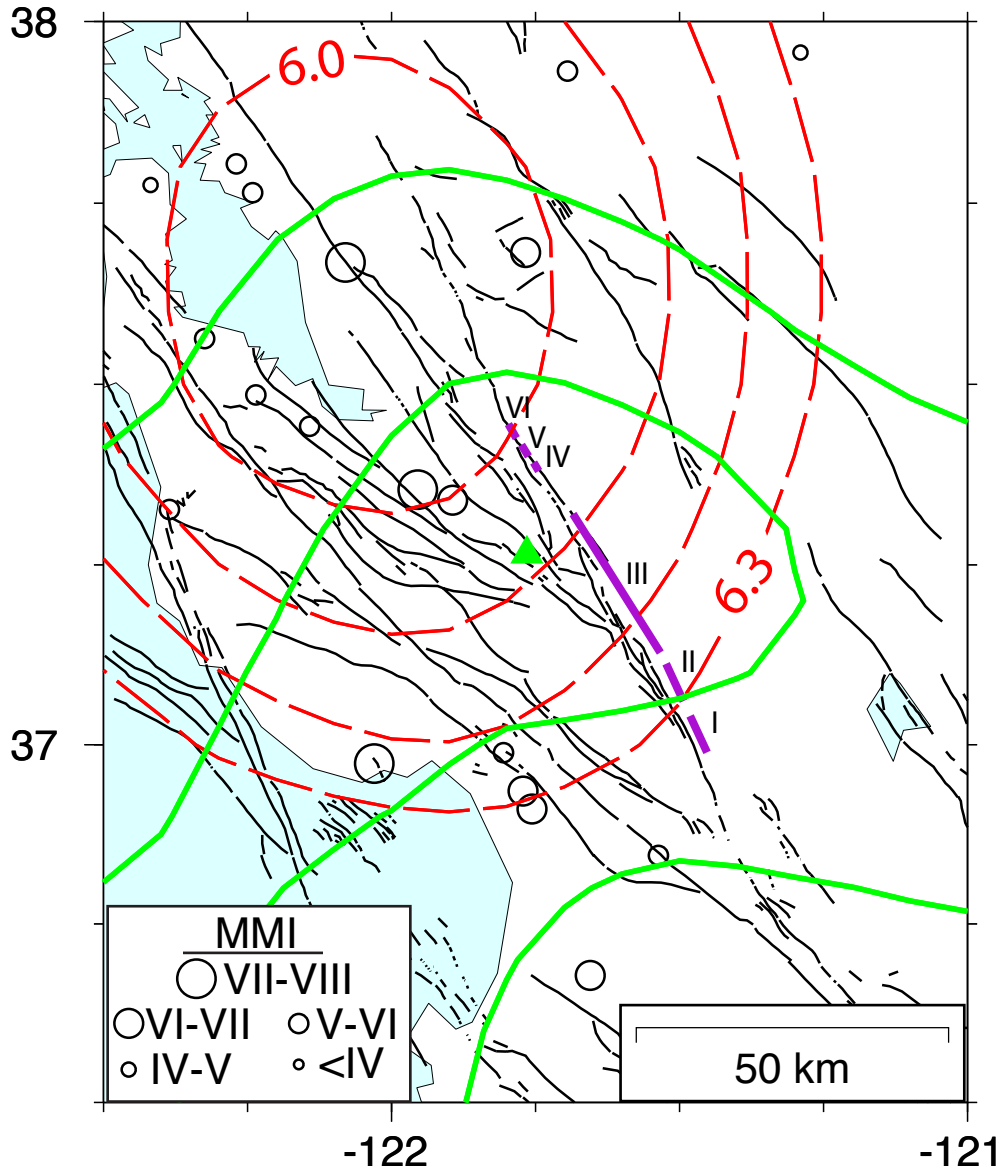 38
6.0
VI
V
IV
III
6.3
II
I
37
MMI
VII-VIII
VI-VII V-VI
IV-V <IV
50 km
-122 -121